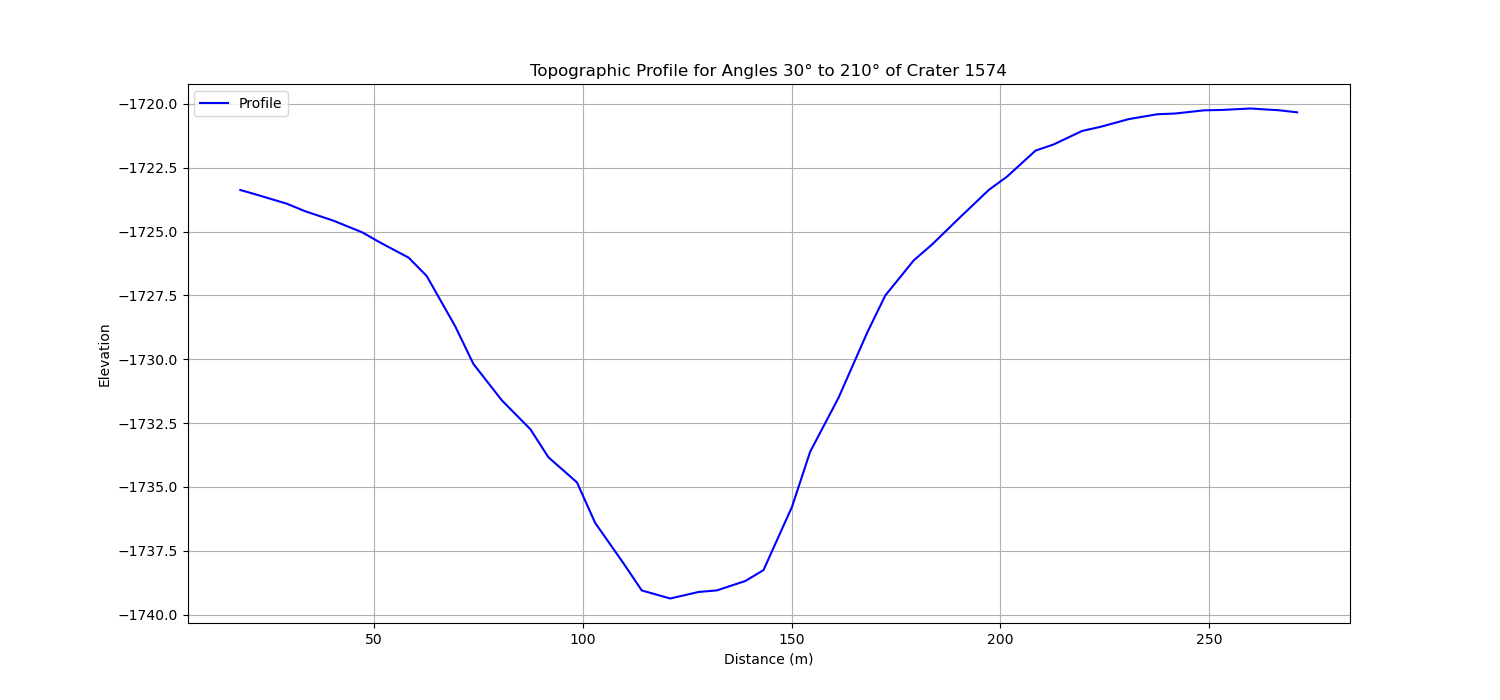 Topographic Profile for Angles 30° to 210° of Crater 1574
Profile
−1720.0
−1722.5
−1725.0
−1727.5
−1730.0
−1732.5
−1735.0
−1737.5
−1740.0
Elevation
50 100 150 200 250
Distance (m)